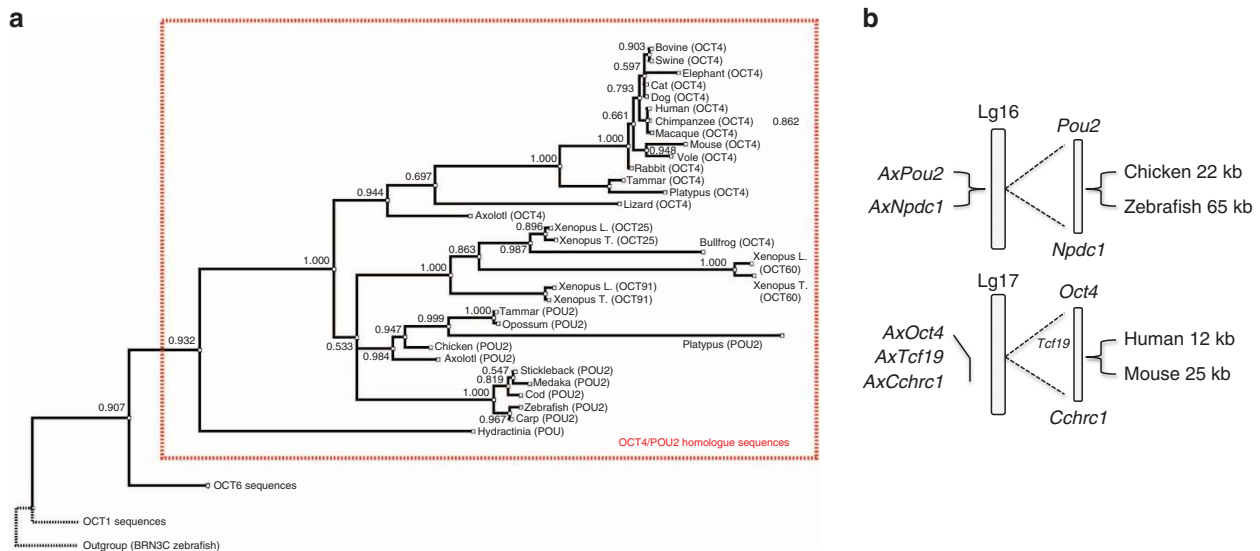 a
0.903
Bovine (OCT4)
Swine (OCT4)
0.597
Elephant (OCT4)
Cat (OCT4)
0.793
Dog (OCT4)
Human (OCT4)
0.661
Chimpanzee (OCT4)
0.862
Macaque (OCT4)
1.000
Mouse (OCT4)
0.948
Vole (OCT4)
1.000
Rabbit (OCT4)
Tammar (OCT4)
0.697
Platypus (OCT4)
0.944
Lizard (OCT4)
Axolotl (OCT4)
0.896
Xenopus L. (OCT25)
Xenopus T. (OCT25)
0.863
0.987
Bullfrog (OCT4)
1.000
1.000
1.000
Xenopus L.
(OCT60)
Xenopus T.
(OCT60)
Xenopus L. (OCT91)
Xenopus T. (OCT91)
1.000
Tammar (POU2)
0.999
Opossum (POU2)
0.947
Platypus (POU2)
0.932
0.533
Chicken (POU2)
0.984
Axolotl (POU2)
0.547
Stickleback (POU2)
0.819
Medaka (POU2)
1.000
Cod (POU2)
Zebrafish (POU2)
0.967
Carp (POU2)
0.907
Hydractinia (POU)
OCT4/POU2 homologue sequences
OCT6 sequences
OCT1 sequences
Outgroup (BRN3C zebrafish)
b
Lg16
Pou2
AxPou2
AxNpdc1
Chicken 22 kb
Zebrafish 65 kb
Npdc1
Lg17
Oct4
AxOct4
AxTcf19
AxCchrc1
Tcf19
Human 12 kb
Mouse 25 kb
Cchrc1